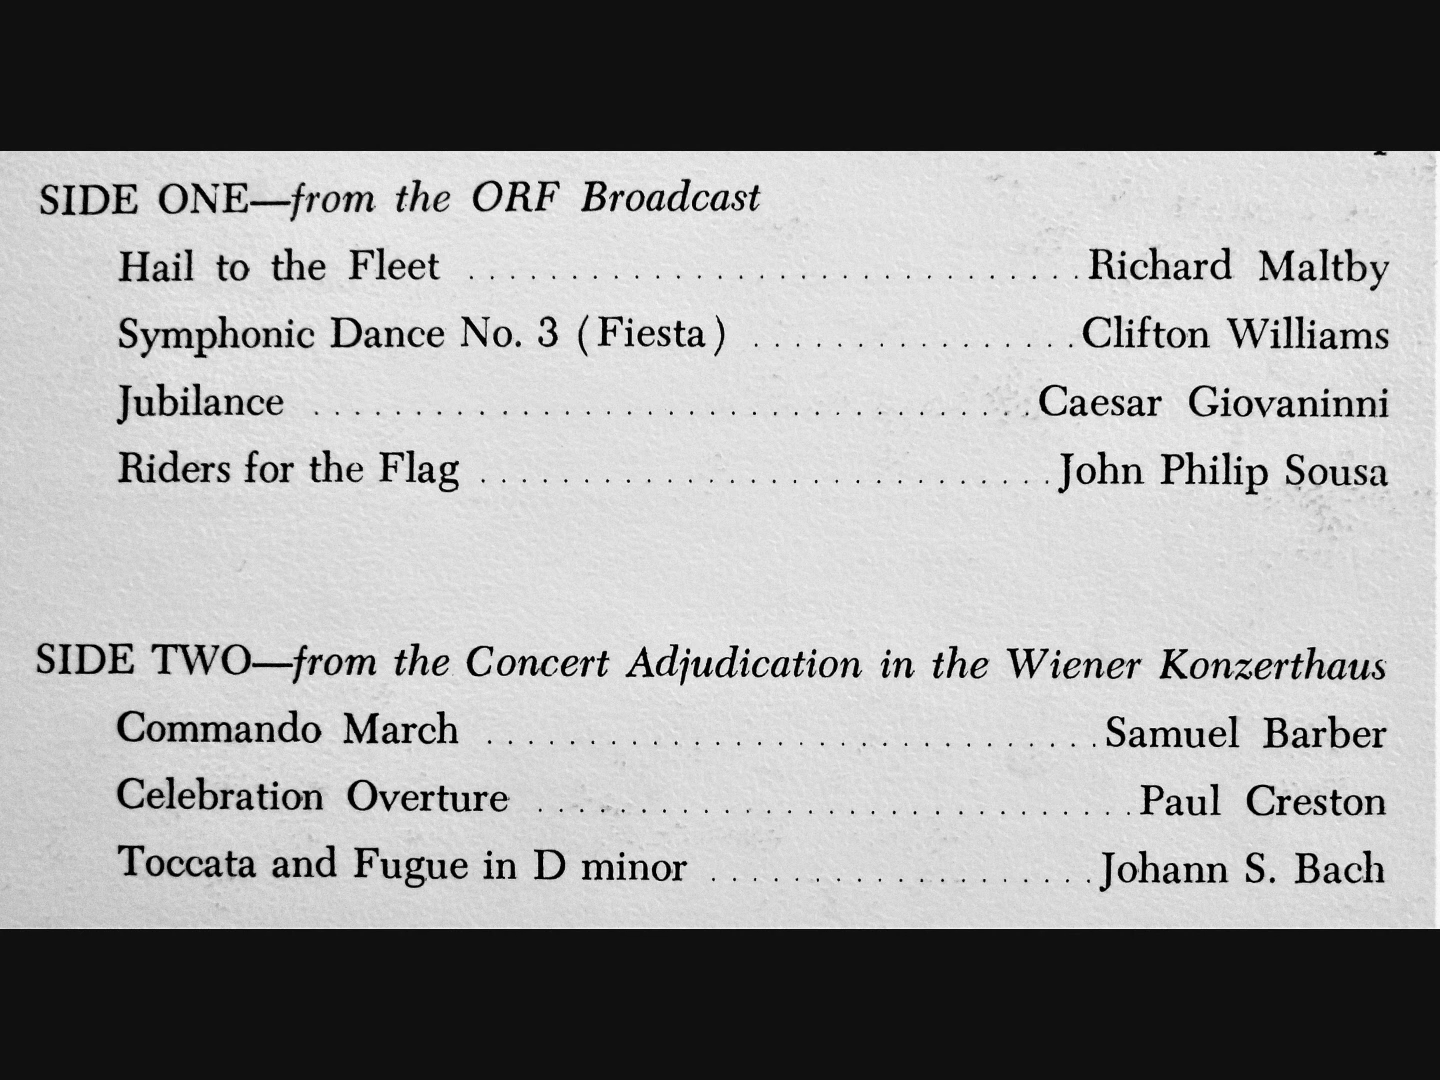 SIDE ONE—from the ORF Broadcast
Hail to the Fleet . . . . . . . . . . . . . . . . . . . . . . . . . . . . . . . . . . . . Richard Maltby
Symphonic Dance No. 3 (Fiesta) . . . . . . . . . . . . . . . . . . . Clifton Williams
Jubilance . . . . . . . . . . . . . . . . . . . . . . . . . . . . . . . . . . . . . . . . . . Caesar Giovaninni
Riders for the Flag . . . . . . . . . . . . . . . . . . . . . . . . . . . . . . . . . . John Philip Sousa
SIDE TWO—from the Concert Adjudication in the Wiener Konzerthaus
Commando March . . . . . . . . . . . . . . . . . . . . . . . . . . . . . . . . . . . . Samuel Barber
Celebration Overture . . . . . . . . . . . . . . . . . . . . . . . . . . . . . . . . . . . Paul Creston
Toccata and Fugue in D minor . . . . . . . . . . . . . . . . . . . . . . . Johann S. Bach